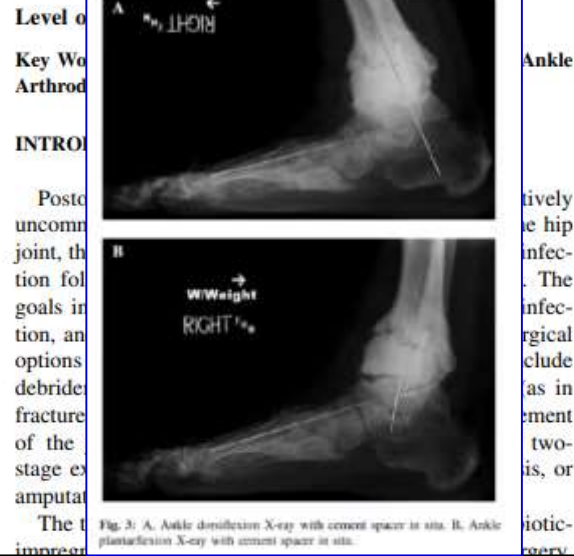 Level o
Key Wo
Arthrod
INTRO
Posto
uncomn
joint, th
tion fol
goals in
tion, an
options
debrider
fracture
of the
stage ex
amputat
The t
impregn
A
RIGHT
B
W/Weight
RIGHT
Fig. 3: A, Ankle dorsiflexion X-ray with cement spacer in situ. B, Ankle
plantarflexion X-ray with cement spacer in situ.
Ankle
tively
e hip
infec-
. The
infec-
rgical
clude
(as in
ement
two-
is, or
biotic-
rgery.